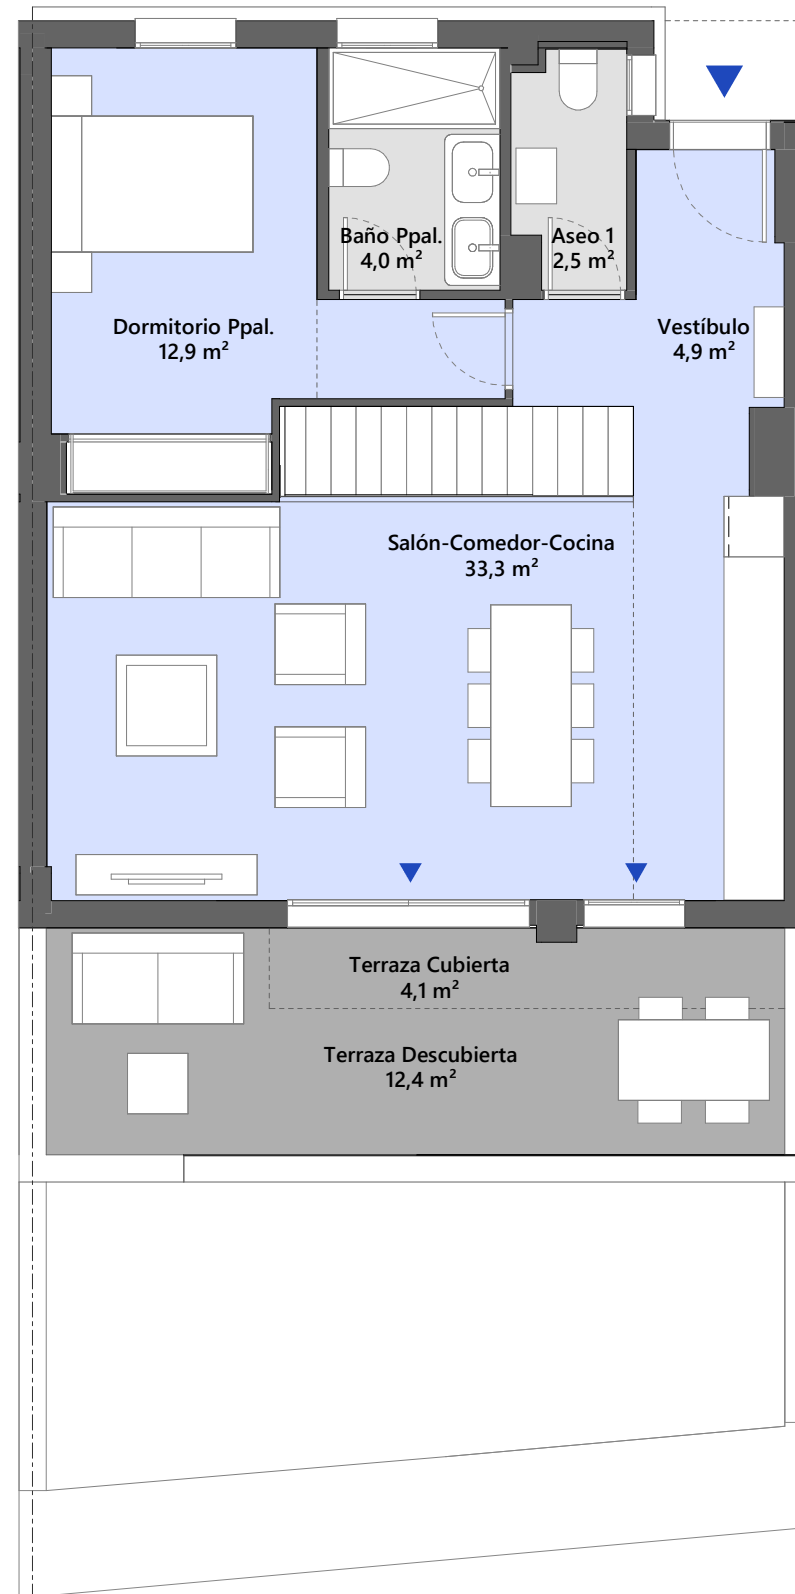 Baño Ppal.
4,0 m²
Aseo 1
2,5 m²
Dormitorio Ppal.
12,9 m²
Vestíbulo
4,9 m²
Salón-Comedor-Cocina
33,3 m²
Terraza Cubierta
4,1 m²
Terraza Descubierta
12,4 m²